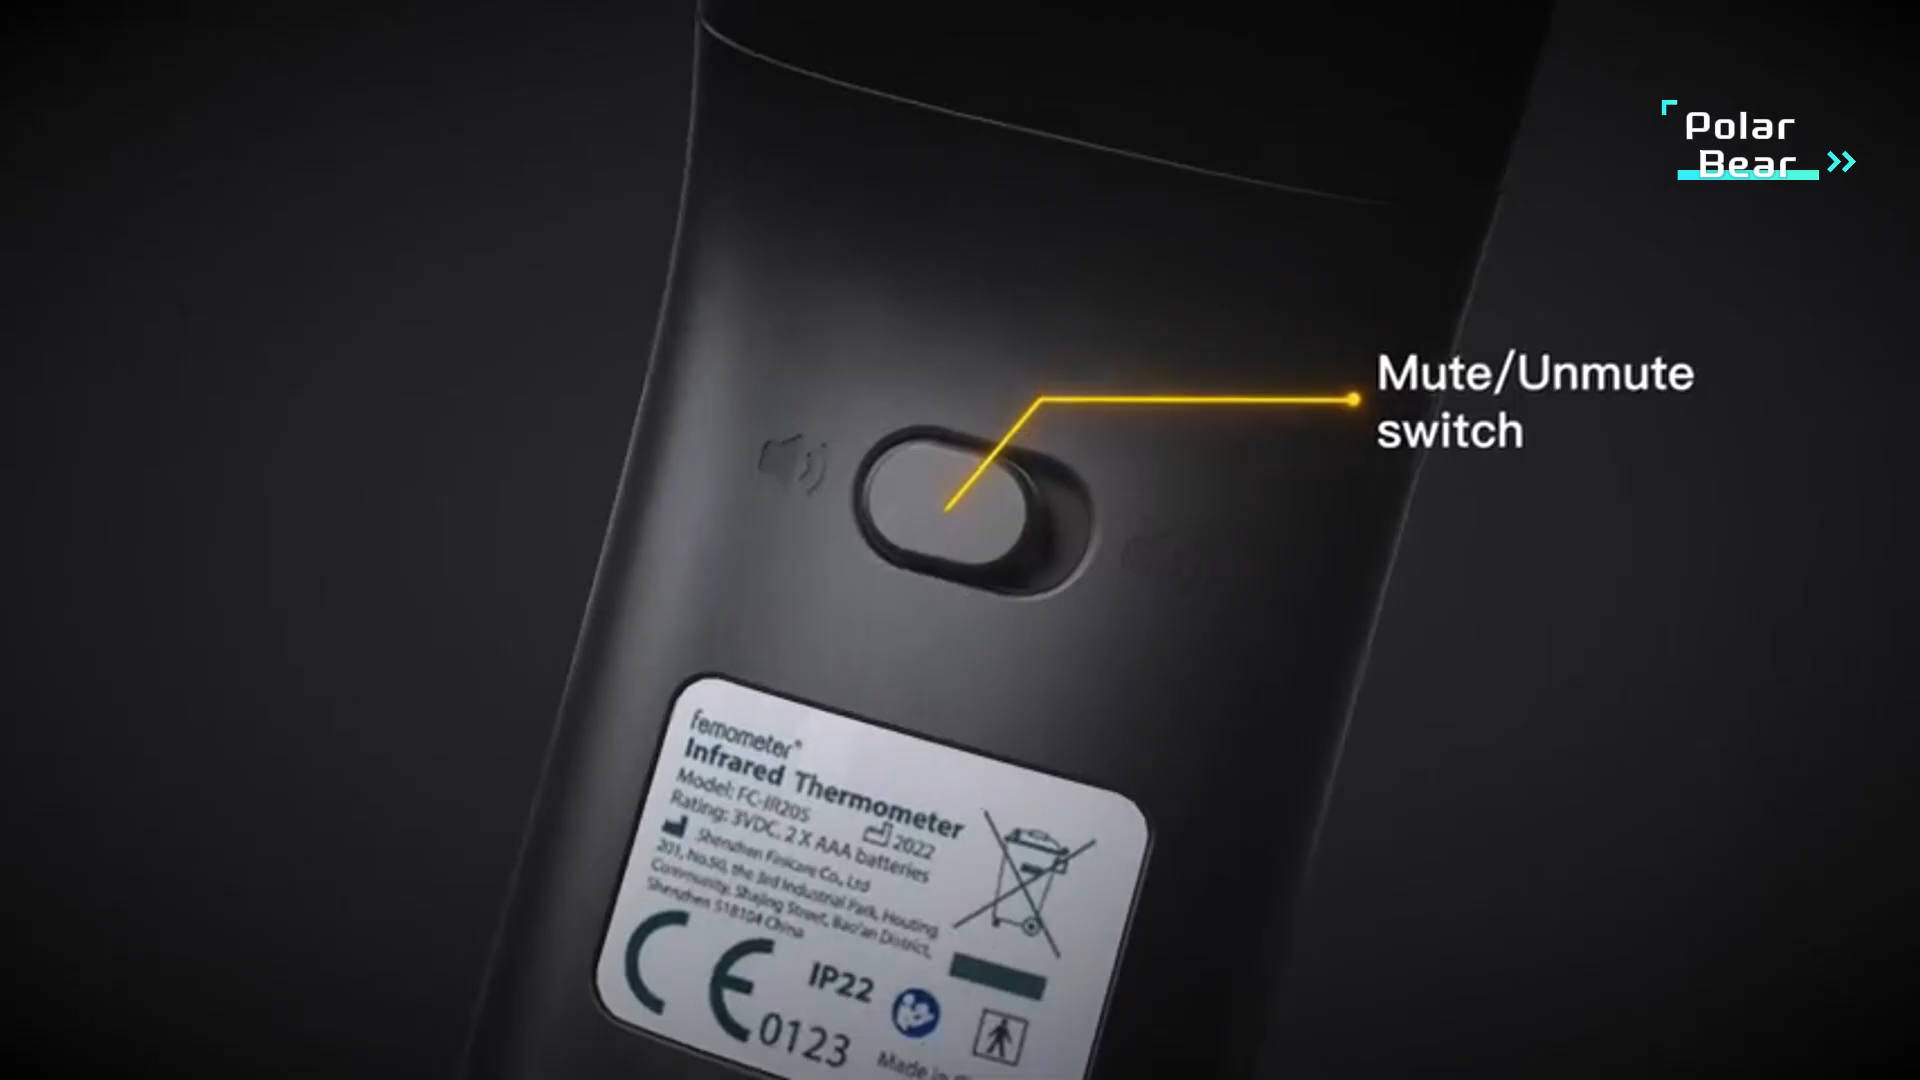 Polar
Bear
Mute/Unmute
switch
femometer®
Infrared Thermometer
Model: FC-IR205
2022
Rating: 3VDC, 2 X AAA batteries
Shenzhen Finicare Co., Ltd
201, No.50, the 3rd Industrial Park, Houting
Community, Shajing Street, Bao'an District,
Shenzhen 518104 China
CE
IP22
0123
Made in